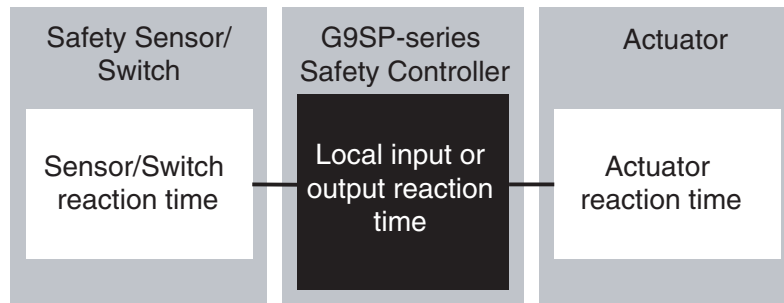 Safety Sensor/
Switch
Sensor/Switch
reaction time
G9SP-series
Safety Controller
Local input or
output reaction
time
Actuator
Actuator
reaction time